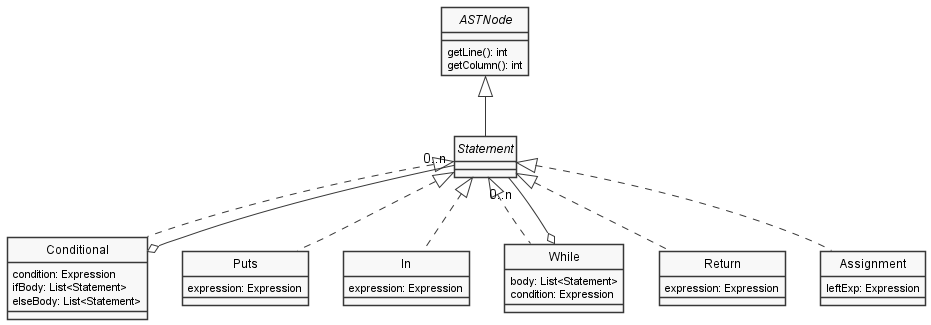 ASTNode
getLine(): int
getColumn(): int
Statement
0..n
0..n
Conditional
condition: Expression
ifBody: List<Statement>
elseBody: List<Statement>
Puts
expression: Expression
In
expression: Expression
While
body: List<Statement>
condition: Expression
Return
expression: Expression
Assignment
leftExp: Expression